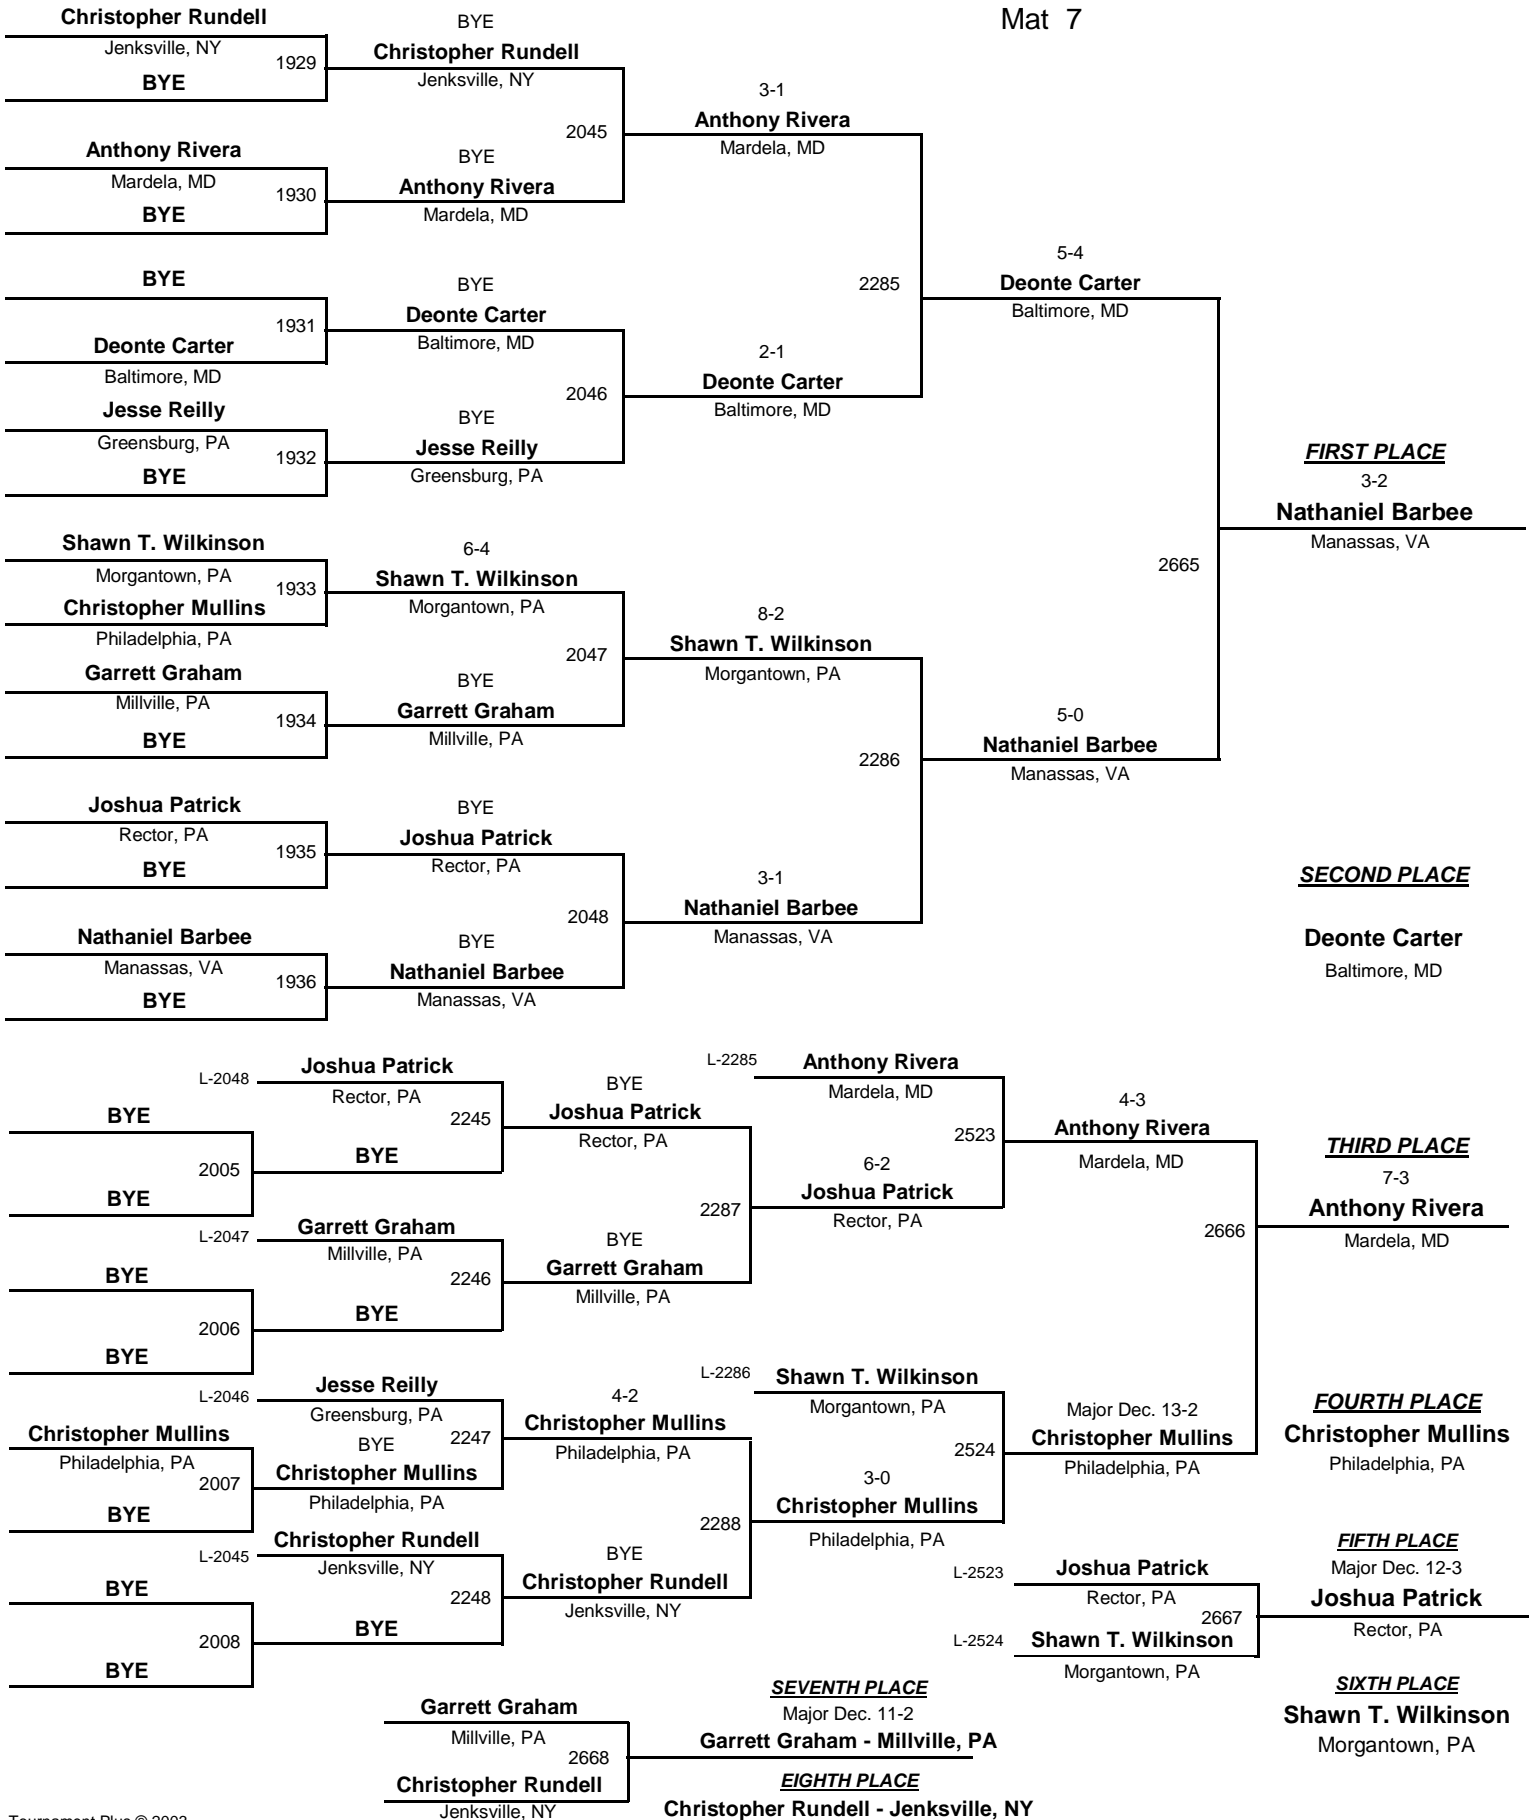 Mat 7
Christopher Rundell
Jenksville, NY
BYE
1929
Anthony Rivera
Mardela, MD
BYE
1930
BYE
Deonte Carter
Baltimore, MD
1931
Jesse Reilly
Greensburg, PA
BYE
1932
Shawn T. Wilkinson
Morgantown, PA
Christopher Mullins
Philadelphia, PA
1933
Garrett Graham
Millville, PA
BYE
1934
Joshua Patrick
Rector, PA
BYE
1935
Nathaniel Barbee
Manassas, VA
BYE
1936
BYE
Christopher Rundell
Jenksville, NY
2045
BYE
Anthony Rivera
Mardela, MD
BYE
Deonte Carter
Baltimore, MD
2046
BYE
Jesse Reilly
Greensburg, PA
6-4
Shawn T. Wilkinson
Morgantown, PA
2047
BYE
Garrett Graham
Millville, PA
BYE
Joshua Patrick
Rector, PA
2048
BYE
Nathaniel Barbee
Manassas, VA
3-1
Anthony Rivera
Mardela, MD
2285
2-1
Deonte Carter
Baltimore, MD
8-2
Shawn T. Wilkinson
Morgantown, PA
2286
3-1
Nathaniel Barbee
Manassas, VA
5-4
Deonte Carter
Baltimore, MD
2665
5-0
Nathaniel Barbee
Manassas, VA
FIRST PLACE
3-2
Nathaniel Barbee
Manassas, VA
SECOND PLACE
Deonte Carter
Baltimore, MD
BYE
2005
BYE
BYE
2006
BYE
Christopher Mullins
Philadelphia, PA
2007
BYE
BYE
2008
BYE
L-2048
Joshua Patrick
Rector, PA
2245
BYE
L-2047
Garrett Graham
Millville, PA
2246
BYE
L-2046
Jesse Reilly
Greensburg, PA
BYE
2247
Christopher Mullins
Philadelphia, PA
L-2045
Christopher Rundell
Jenksville, NY
2248
BYE
BYE
Joshua Patrick
Rector, PA
2287
BYE
Garrett Graham
Millville, PA
4-2
Christopher Mullins
Philadelphia, PA
2288
BYE
Christopher Rundell
Jenksville, NY
L-2285
Anthony Rivera
Mardela, MD
2523
6-2
Joshua Patrick
Rector, PA
L-2286
Shawn T. Wilkinson
Morgantown, PA
2524
3-0
Christopher Mullins
Philadelphia, PA
4-3
Anthony Rivera
Mardela, MD
2666
Major Dec. 13-2
Christopher Mullins
Philadelphia, PA
THIRD PLACE
7-3
Anthony Rivera
Mardela, MD
FOURTH PLACE
Christopher Mullins
Philadelphia, PA
L-2523
Joshua Patrick
Rector, PA
2667
L-2524
Shawn T. Wilkinson
Morgantown, PA
FIFTH PLACE
Major Dec. 12-3
Joshua Patrick
Rector, PA
SIXTH PLACE
Shawn T. Wilkinson
Morgantown, PA
Garrett Graham
Millville, PA
2668
Christopher Rundell
Jenksville, NY
SEVENTH PLACE
Major Dec. 11-2
Garrett Graham - Millville, PA
EIGHTH PLACE
Christopher Rundell - Jenksville, NY